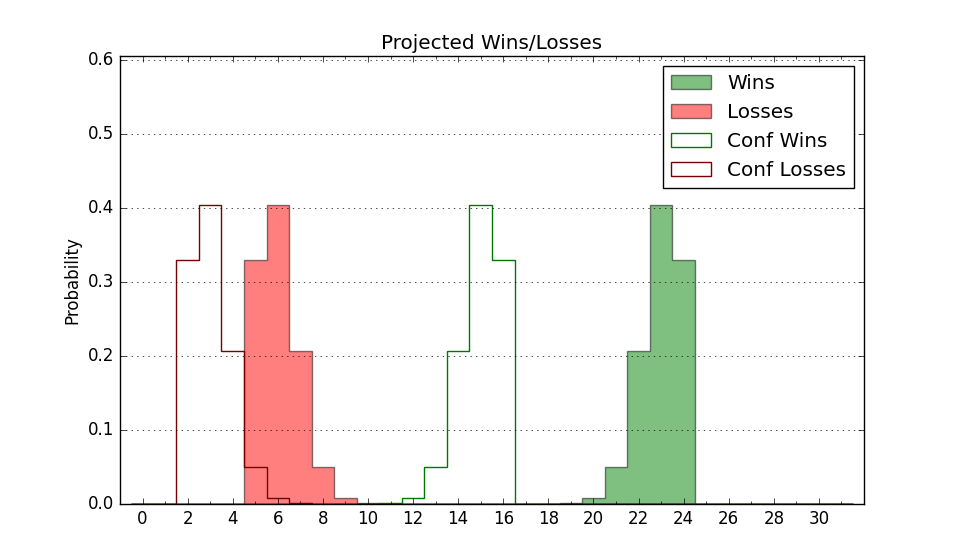 Projected Wins/Losses
0.6
0.5
0.4
0.3
0.2
0.1
0.0
Probability
Wins
Losses
Conf Wins
Conf Losses
0 2 4 6 8 10 12 14 16 18 20 22 24 26 28 30